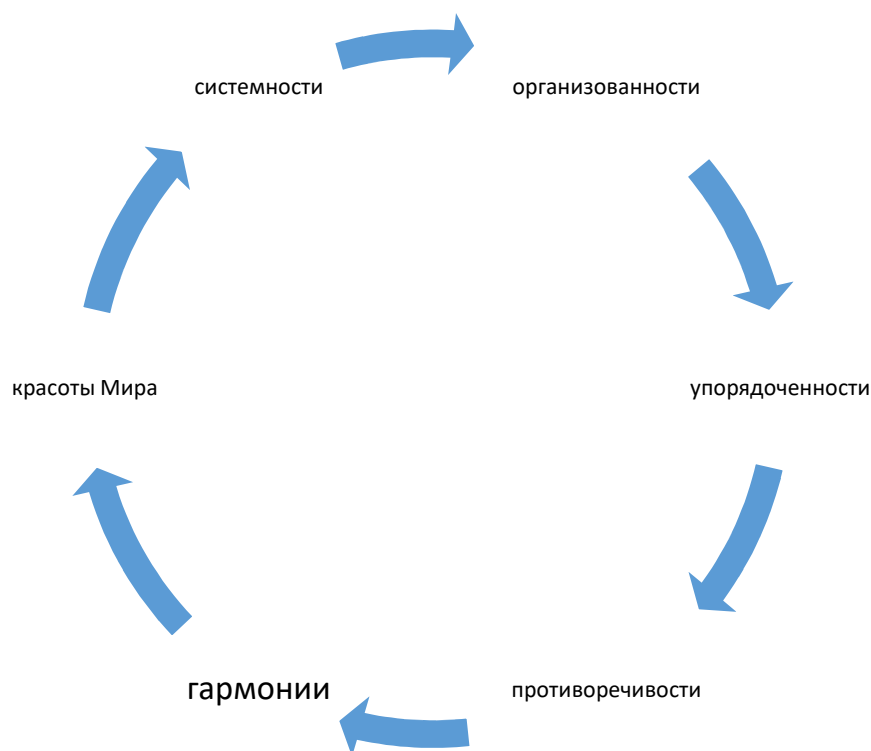 системности
организованности
упорядоченности
противоречивости
гармонии
красоты Мира